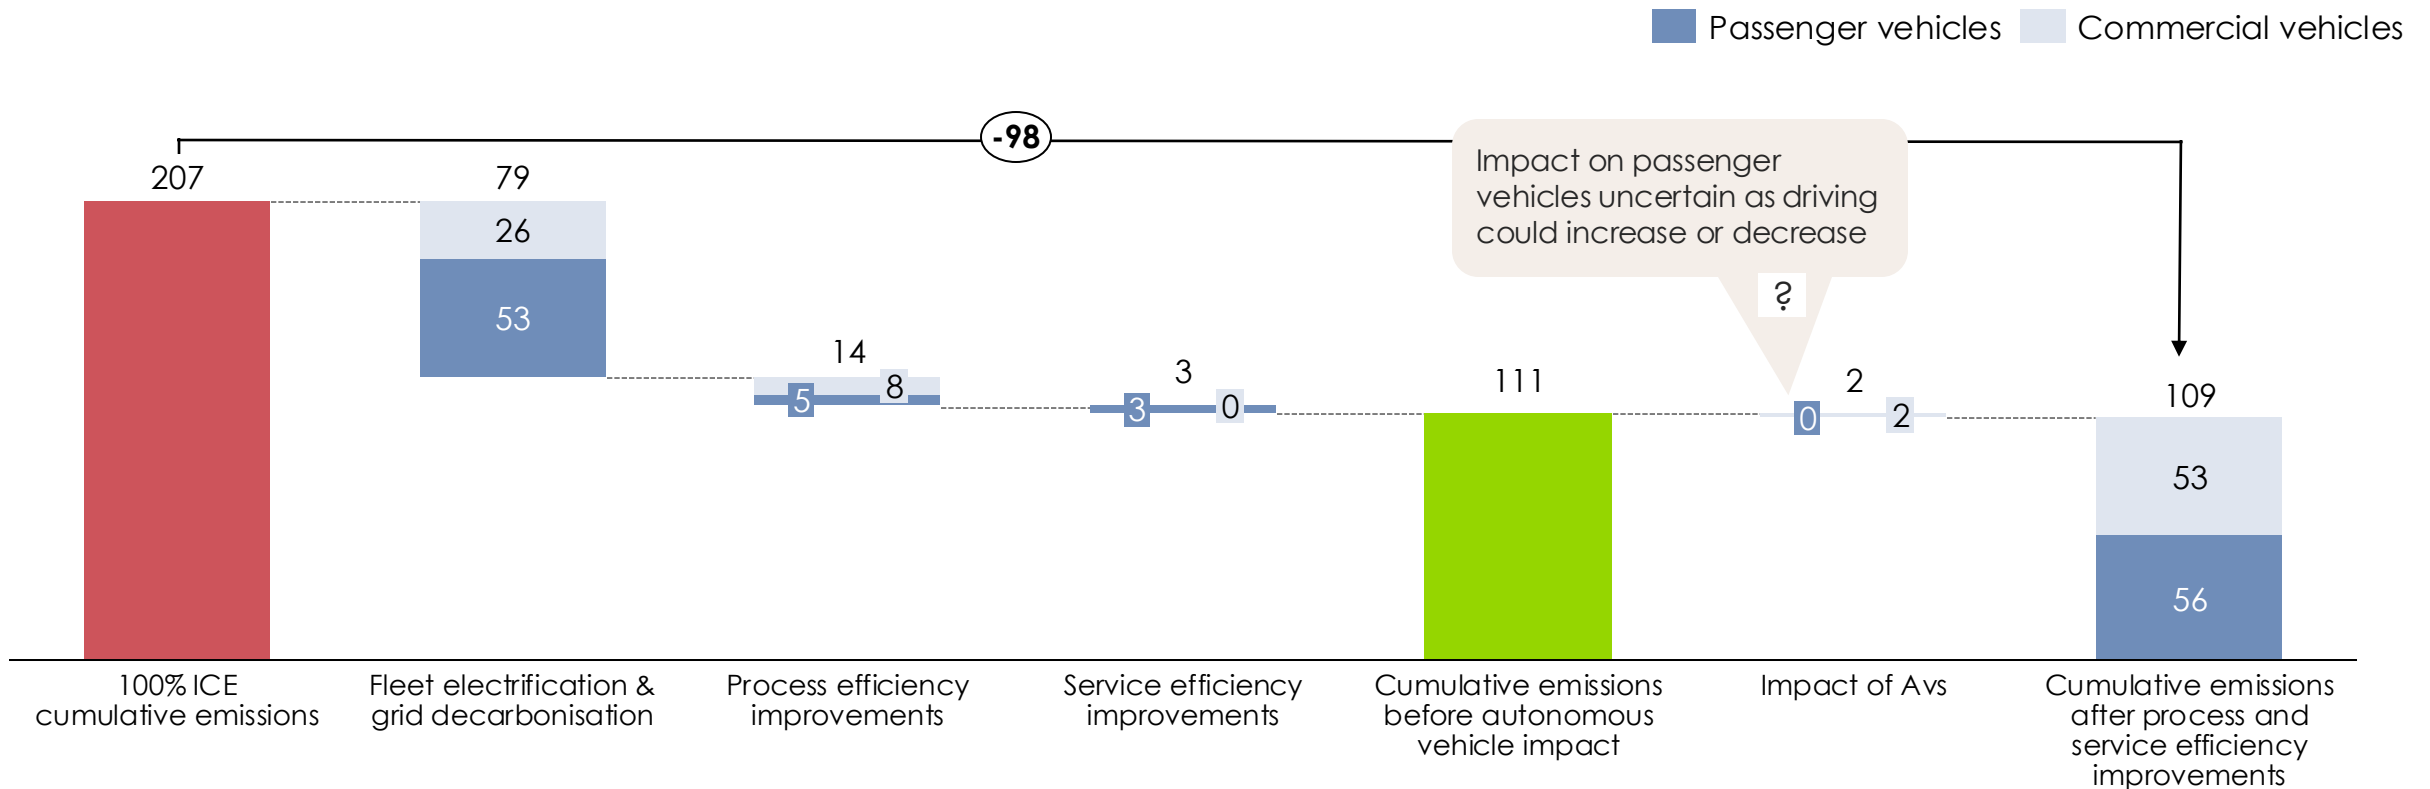 Passenger vehicles
Commercial vehicles
-98
Impact on passenger
vehicles uncertain as driving
could increase or decrease
?
207
79
26
53
14
5
8
3
3
0
111
2
0
2
109
53
56
100% ICE
cumulative emissions
Fleet electrification &
grid decarbonisation
Process efficiency
improvements
Service efficiency
improvements
Cumulative emissions
before autonomous
vehicle impact
Impact of Avs
Cumulative emissions
after process and
service efficiency
improvements